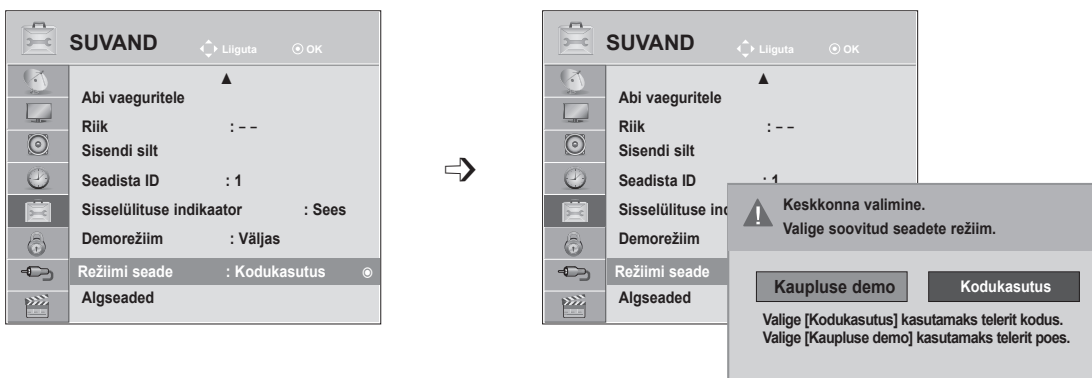 SUVAND Liiguta OK
▲
Abi vaeguritele
Riik : – –
Sisendi silt
Seadista ID : 1
Sisselülituse indikaator : Sees
Demorežiim : Väljas
Režiimi seade : Kodukasutus
Algseaded
SUVAND Liiguta OK
▲
Abi vaeguritele
Riik : – –
Sisendi silt
Seadista ID : 1
Sisselülituse
Demorežiim
Režiimi seade
Algseaded
Keskkonna valimine.
Valige soovitud seadete režiim.
Kaupluse demo Kodukasutus
Valige [Kodukasutus] kasutamaks telerit kodus.
Valige [Kaupluse demo] kasutamaks telerit poes.